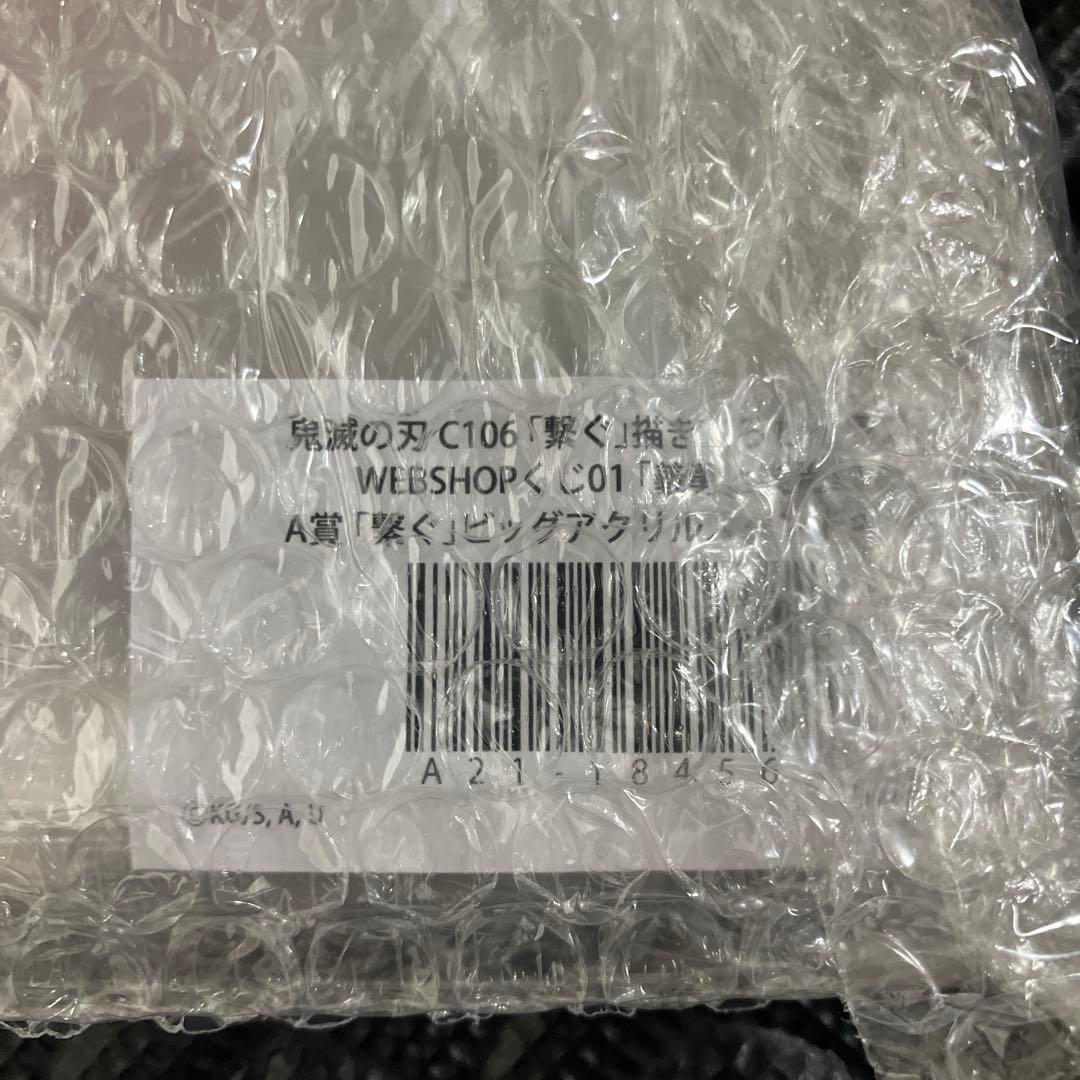 鬼滅の刃 C106「繋ぐ」描き
WEBSHOPくじ01「
A賞「繋ぐ」ビッグアクリル
A21-18456
©KG/S, A, U